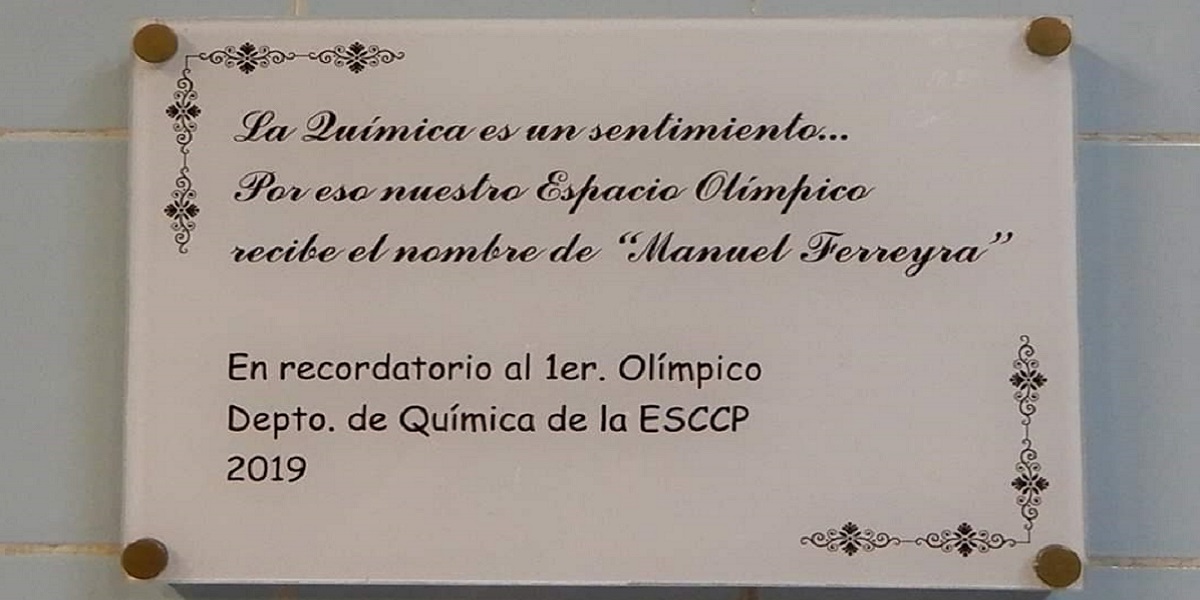 La Química es un sentimiento...
Por eso nuestro Espacio Olímpico
recibe el nombre de “Manuel Ferreyra”
En recordatorio al 1er. Olímpico
Depto. de Química de la ESCCP
2019